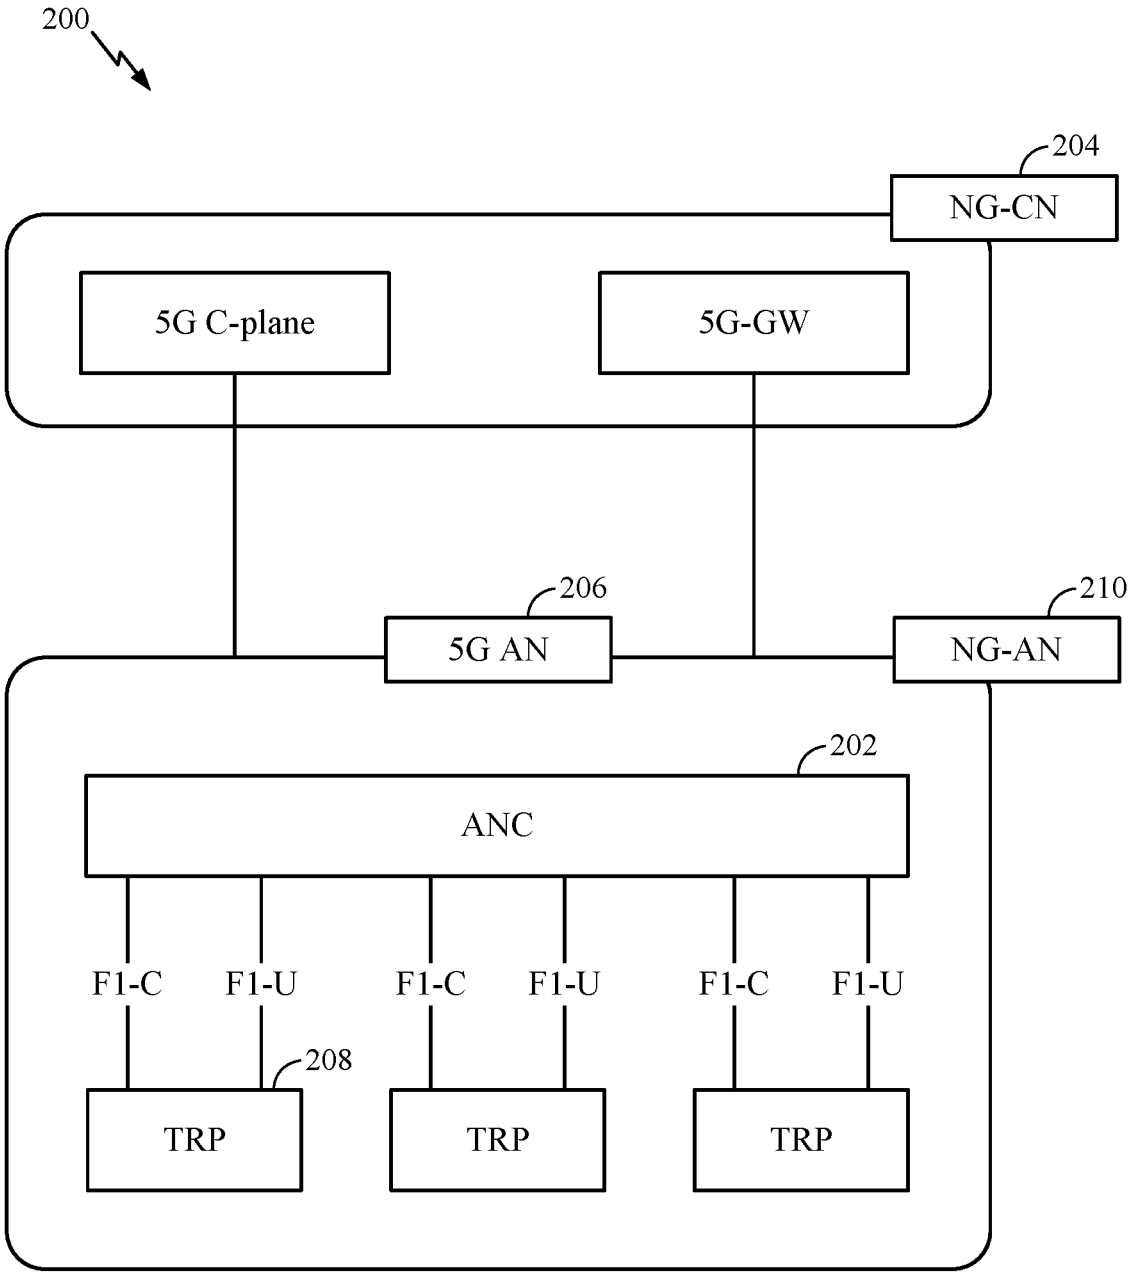 200
204
NG-CN
5G C-plane
5G-GW
206
210
5G AN
NG-AN
202
ANC
F1-C
F1-U
F1-C
F1-U
F1-C
F1-U
208
TRP
TRP
TRP